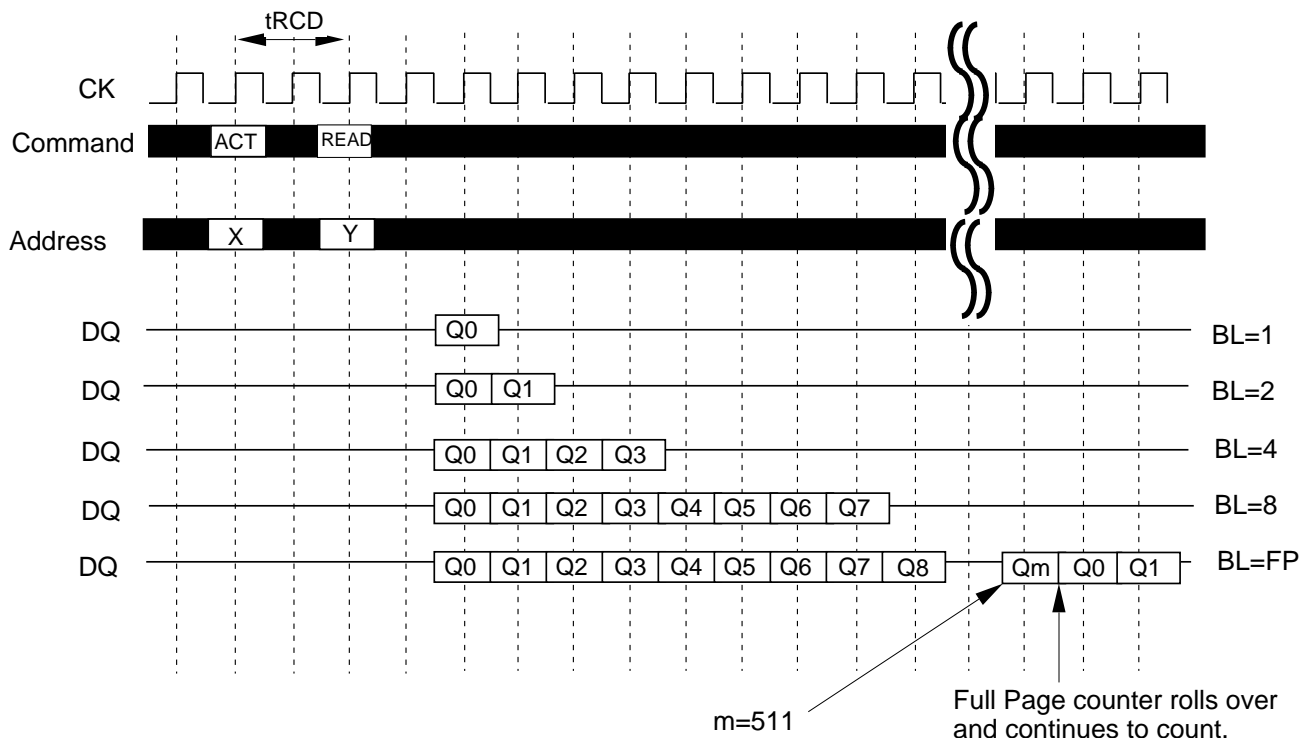 tRCD
CK
Command ACT READ
Address X Y
DQ Q0 BL=1
DQ Q0 Q1 BL=2
DQ Q0 Q1 Q2 Q3 BL=4
DQ Q0 Q1 Q2 Q3 Q4 Q5 Q6 Q7 BL=8
DQ Q0 Q1 Q2 Q3 Q4 Q5 Q6 Q7 Q8 Qm Q0 Q1 BL=FP
m=511
Full Page counter rolls over
and continues to count.